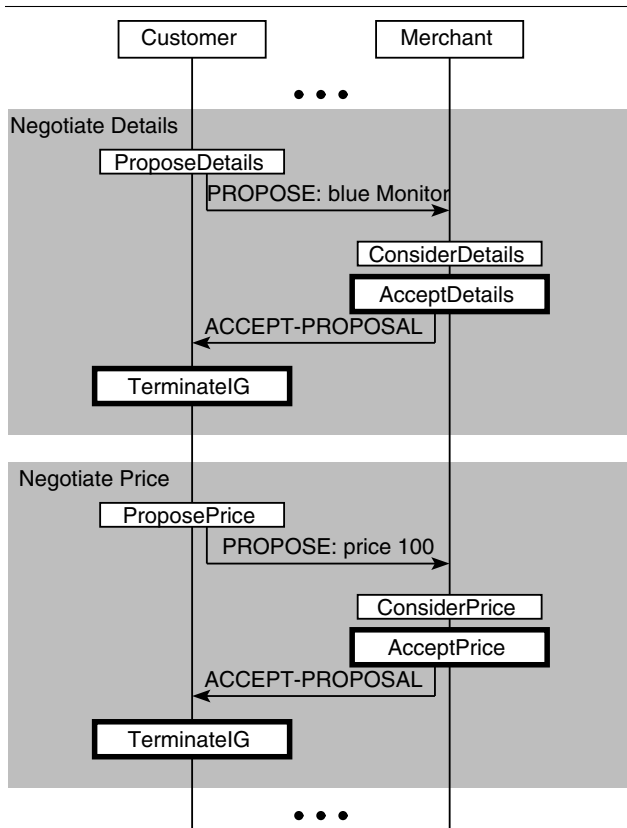 Customer
Merchant
• • •
Negotiate Details
ProposeDetails
PROPOSE: blue Monitor
ConsiderDetails
AcceptDetails
ACCEPT-PROPOSAL
TerminateIG
Negotiate Price
ProposePrice
PROPOSE: price 100
ConsiderPrice
AcceptPrice
ACCEPT-PROPOSAL
TerminateIG
• • •